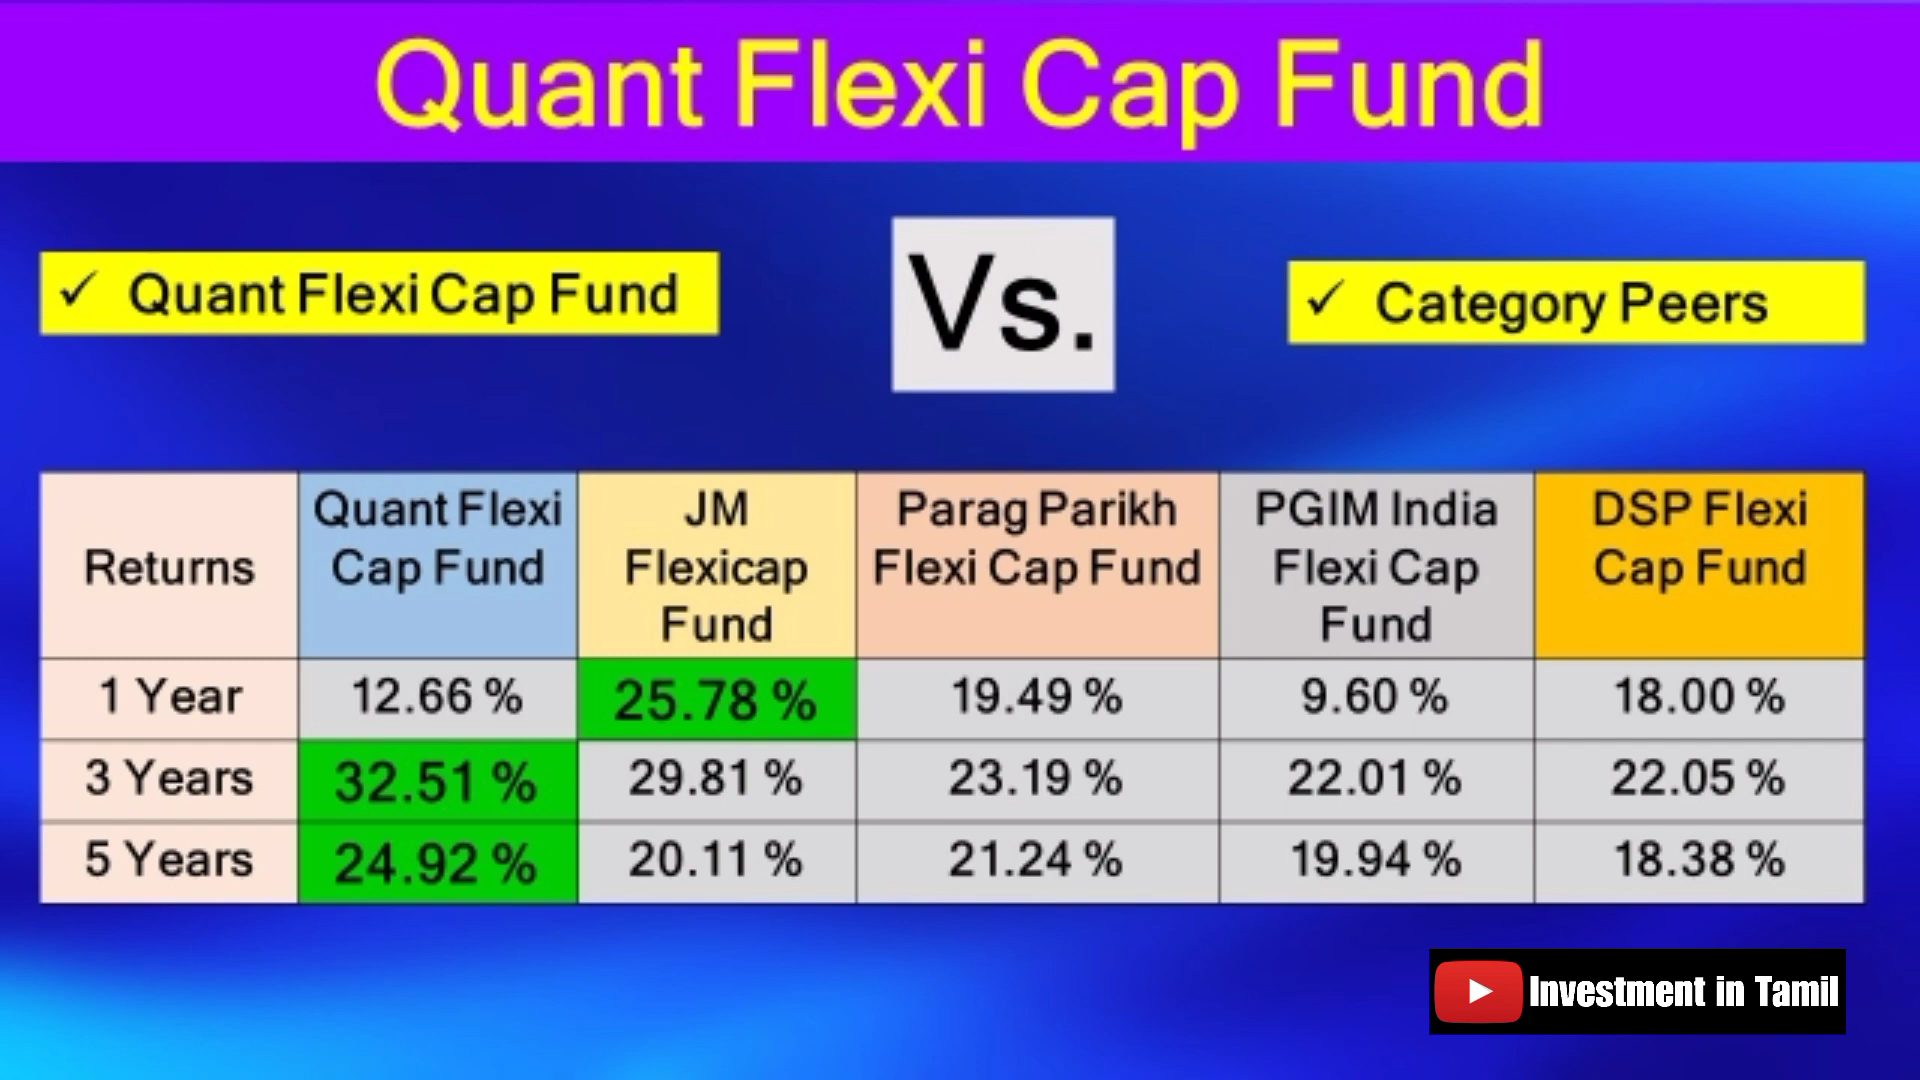 Quant Flexi Cap Fund
✓ Quant Flexi Cap Fund
Vs.
✓ Category Peers
Returns
Quant Flexi
Cap Fund
JM
Flexicap
Fund
Parag Parikh
Flexi Cap Fund
PGIM India
Flexi Cap
Fund
DSP Flexi
Cap Fund
1 Year 12.66 % 25.78 % 19.49 % 9.60 % 18.00 %
3 Years 32.51 % 29.81 % 23.19 % 22.01 % 22.05 %
5 Years 24.92 % 20.11 % 21.24 % 19.94 % 18.38 %
Investment in Tamil